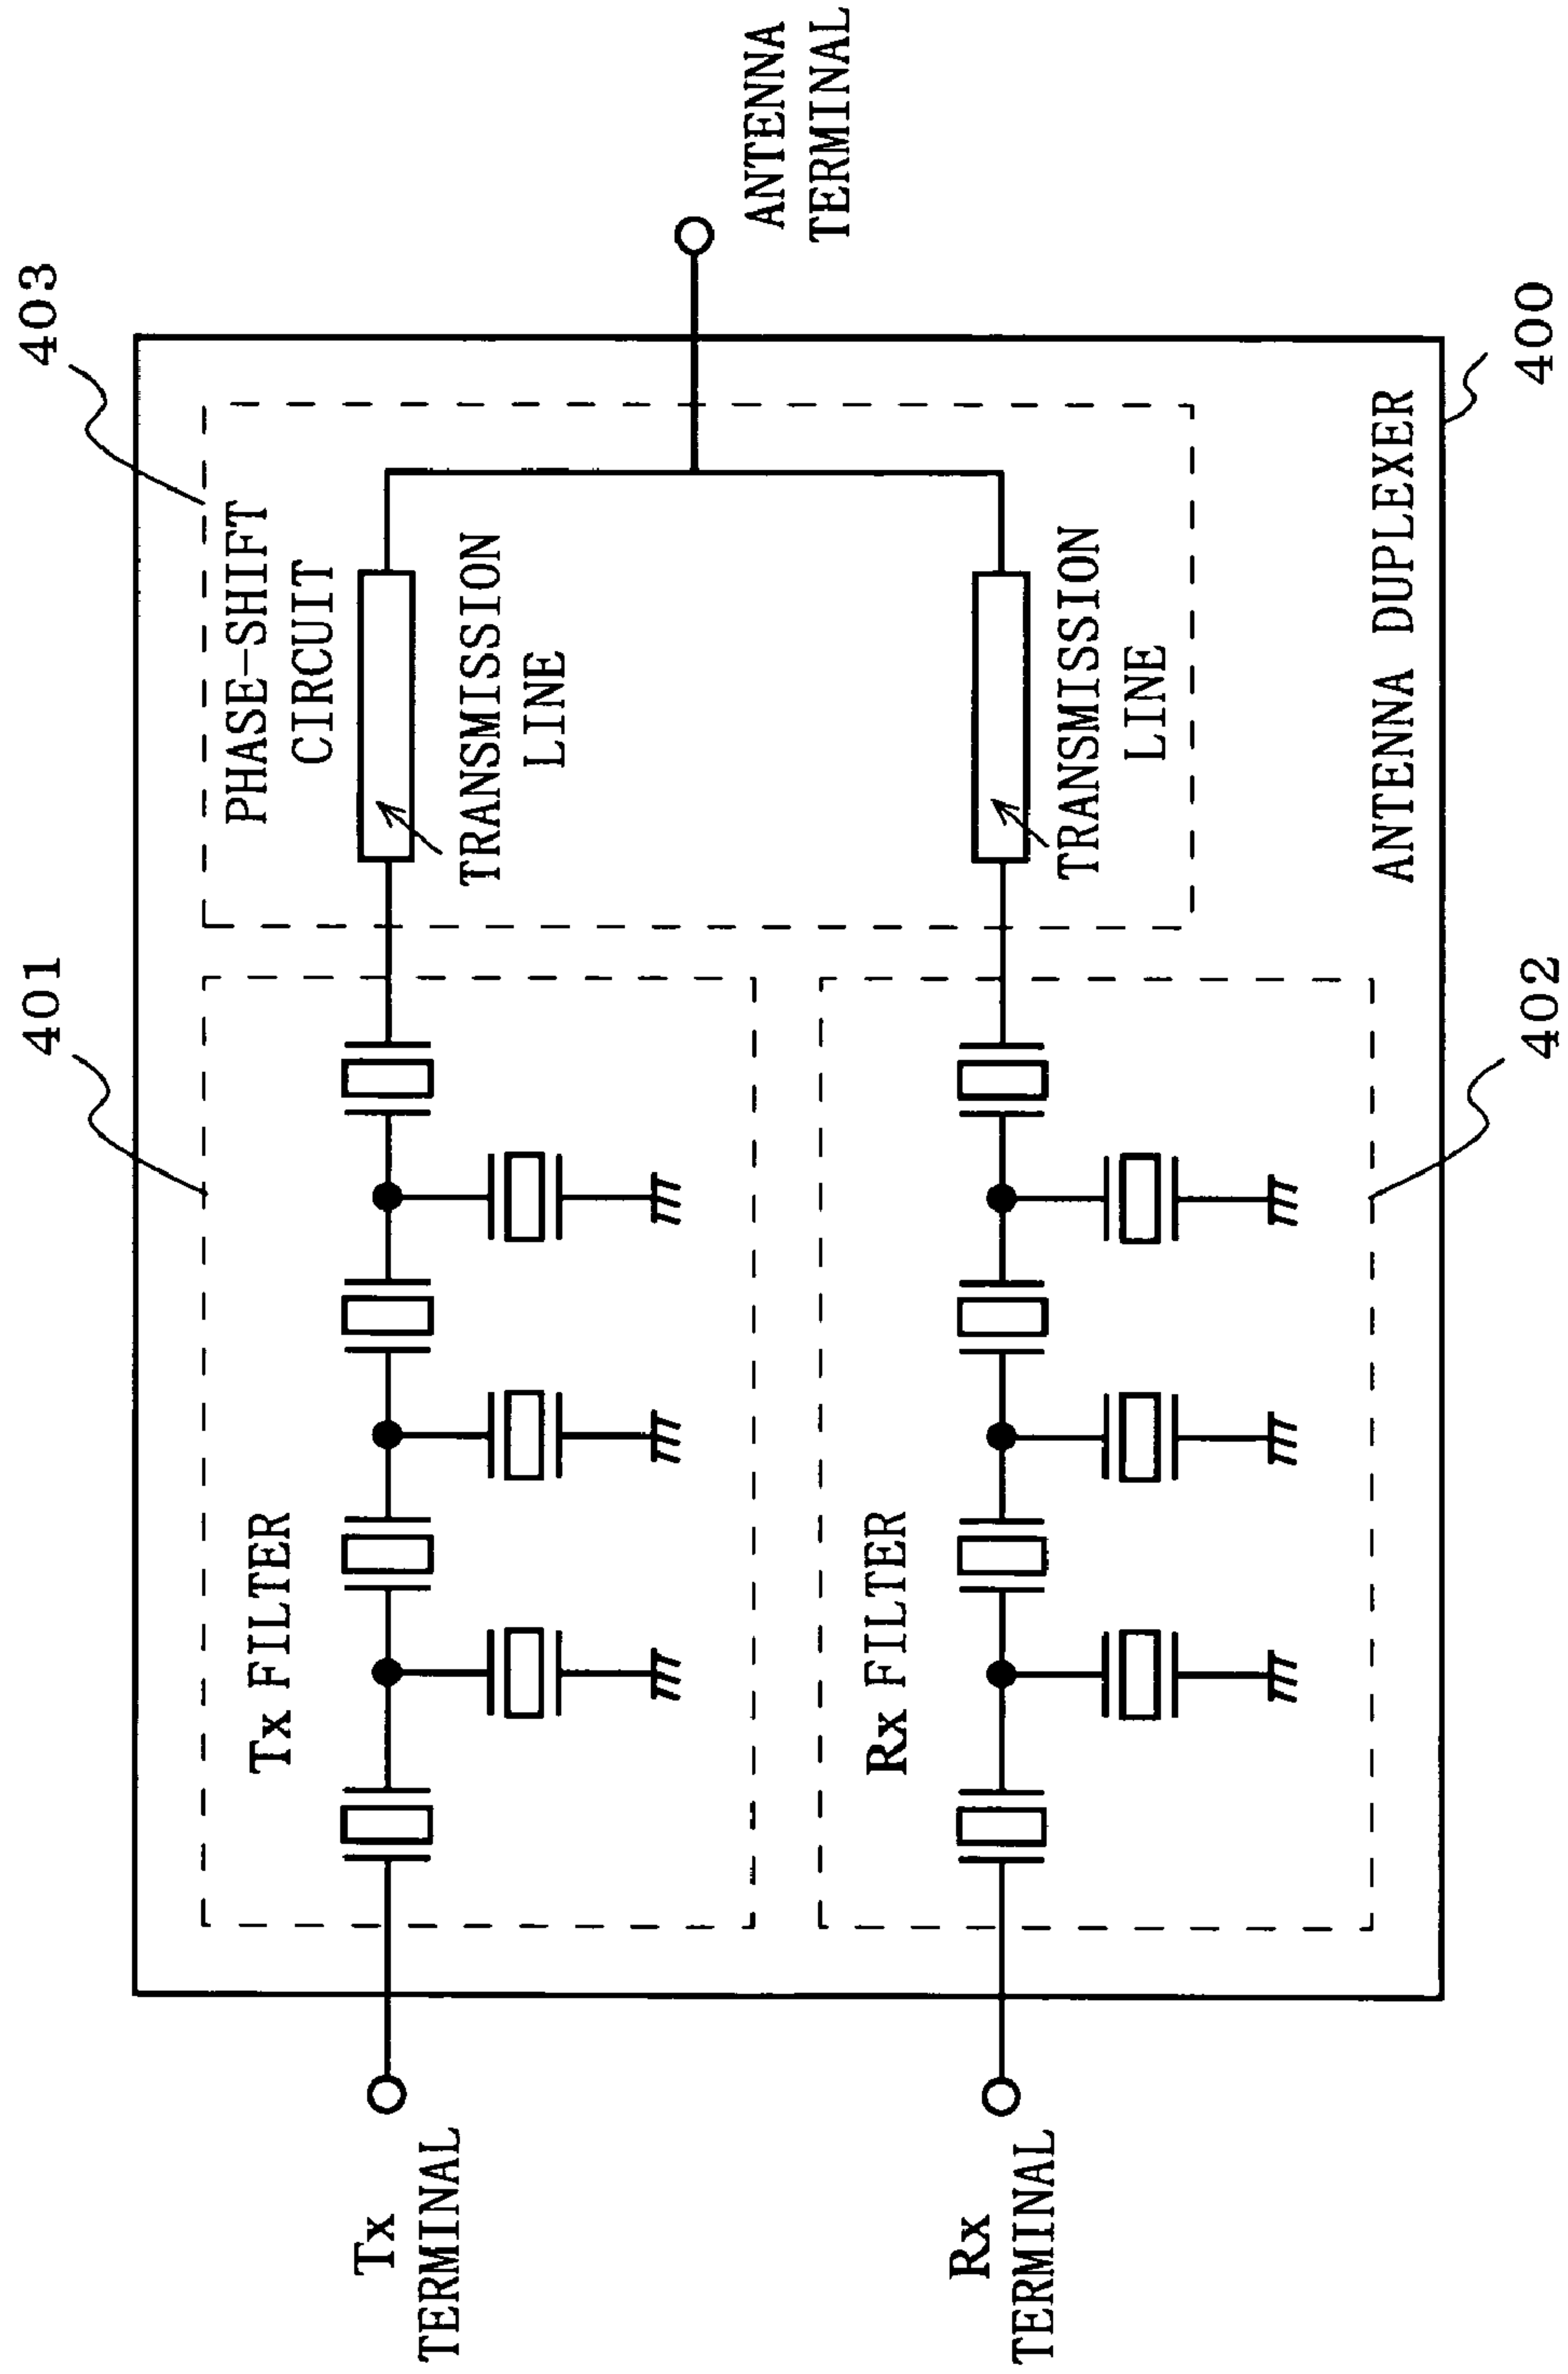 403
401
PHASE-SHIFT
CIRCUIT
TRANSMISSION
LINE
Tx FILTER
Tx
TERMINAL
ANTENNA
TERMINAL
TRANSMISSION
LINE
Rx FILTER
Rx
TERMINAL
ANTENNA DUPLEXER
402
400